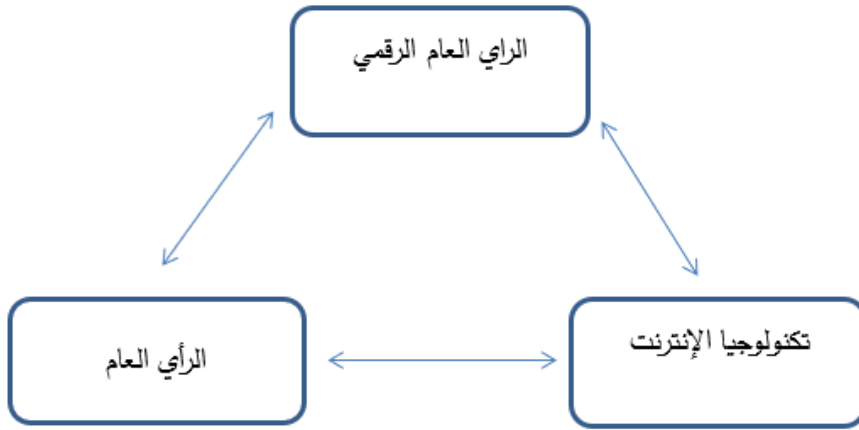 الراي العام الرقمي
تكنولوجيا الإنترنت
الرأي العام